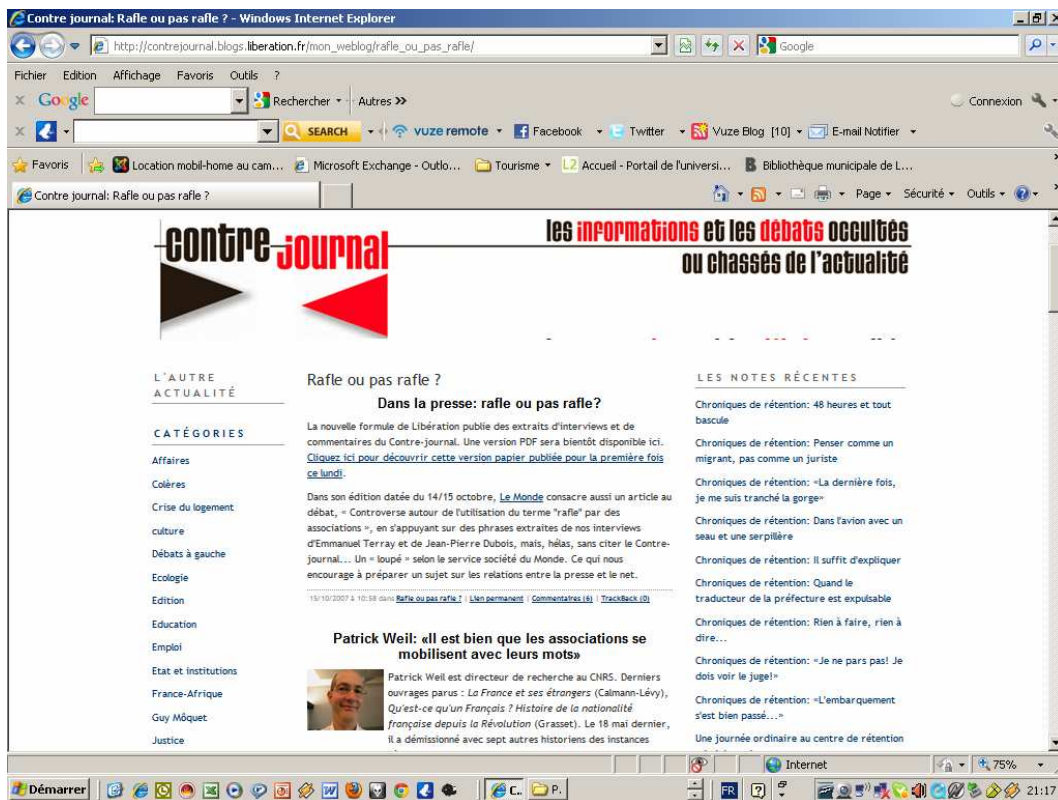 Contre journal: Rafle ou pas rafle ? - Windows Internet Explorer
http://contrejournal.blogs.liberation.fr/mon_weblog/rafle_ou_pas_rafle/
Google
Fichier Edition Affichage Favoris Outils ?
Google Rechercher Autres >> Connexion
SEARCH vuze remote Facebook Twitter Vuze Blog [10] E-mail Notifier
Favoris Location mobil-home au cam... Microsoft Exchange - Outlo... Tourisme L2 Accueil - Portail de l'universi... Bibliothèque municipale de L...
Contre journal: Rafle ou pas rafle ? Page Sécurité Outils
contre journal
les informations et les débats occultés
ou chassés de l'actualité
L'AUTRE
ACTUALITÉ
CATÉGORIES
Affaires
Colères
Crise du logement
culture
Débats à gauche
Ecologie
Edition
Education
Emploi
Etat et institutions
France-Afrique
Guy Môquet
Justice
Rafle ou pas rafle ?
Dans la presse: rafle ou pas rafle?
La nouvelle formule de Libération publie des extraits d'interviews et de
commentaires du Contre-journal. Une version PDF sera bientôt disponible ici.
Cliquez ici pour découvrir cette version papier publiée pour la première fois
ce lundi.
Dans son édition datée du 14/15 octobre, Le Monde consacre aussi un article au
débat, « Controverse autour de l'utilisation du terme "rafle" par des
associations », en s'appuyant sur des phrases extraites de nos interviews
d'Emmanuel Terray et de Jean-Pierre Dubois, mais, hélas, sans citer le Contre-
journal... Un « loupé » selon le service société du Monde. Ce qui nous
encourage à préparer un sujet sur les relations entre la presse et le net.
15/10/2007 à 10:58 dans Rafle ou pas rafle ? | Lien permanent | Commentaires (6) | TrackBack (0)
Patrick Weil: «Il est bien que les associations se
mobilisent avec leurs mots»
Patrick Weil est directeur de recherche au CNRS. Derniers
ouvrages parus : La France et ses étrangers (Calmann-Lévy),
Qu'est-ce qu'un Français ? Histoire de la nationalité
française depuis la Révolution (Grasset). Le 18 mai dernier,
il a démissionné avec sept autres historiens des instances
LES NOTES RÉCENTES
Chroniques de rétention: 48 heures et tout
bascule
Chroniques de rétention: Penser comme un
migrant, pas comme un juriste
Chroniques de rétention: «La dernière fois,
je me suis tranché la gorge»
Chroniques de rétention: Dans l'avion avec un
seau et une serpillère
Chroniques de rétention: Il suffit d'expliquer
Chroniques de rétention: Quand le
traducteur de la préfecture est expulsable
Chroniques de rétention: Rien à faire, rien à
dire...
Chroniques de rétention: «Je ne pars pas! Je
dois voir le juge!»
Chroniques de rétention: «L'embarquement
s'est bien passé...»
Une journée ordinaire au centre de rétention
Internet 75%
Démarrer C.. P. FR 21:17